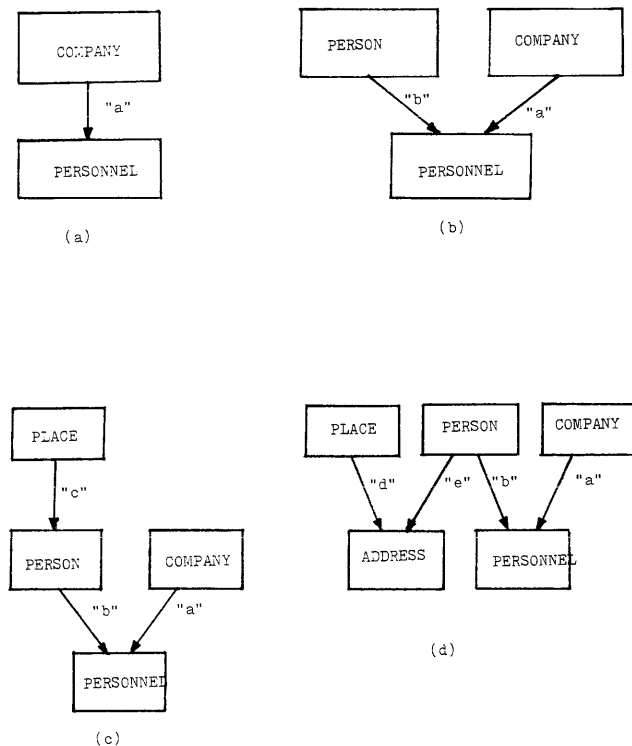 COMPANY
"a"
PERSONNEL
(a)
PERSON COMPANY
"b" "a"
PERSONNEL
(b)
PLACE
"c"
PERSON COMPANY
"b" "a"
PERSONNEL
(c)
PLACE PERSON COMPANY
"d" "e" "b" "a"
ADDRESS PERSONNEL
(d)